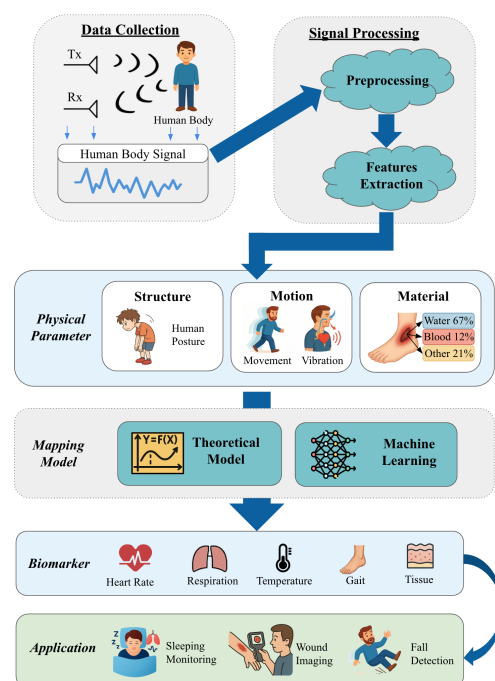 Data Collection
Tx
Rx
Human Body
Human Body Signal
Signal Processing
Preprocessing
Features
Extraction
Physical
Parameter
Structure
Human
Posture
Motion
Movement
Vibration
Material
Water 67%
Blood 12%
Other 21%
Mapping
Model
Y=F(X)
Theoretical
Model
Machine
Learning
Biomarker
Heart Rate
Respiration
Temperature
Gait
Tissue
Application
z z z
Sleeping
Monitoring
Wound
Imaging
Fall
Detection